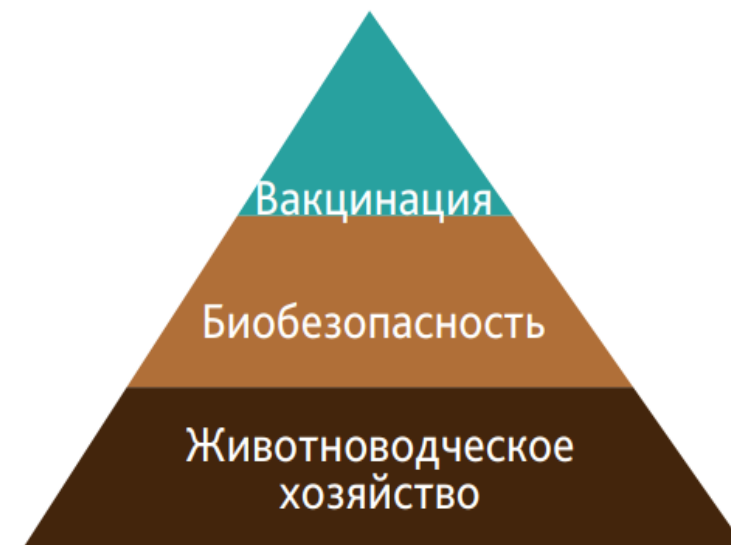 Вакцинация
Биобезопасность
Животноводческое
хозяйство